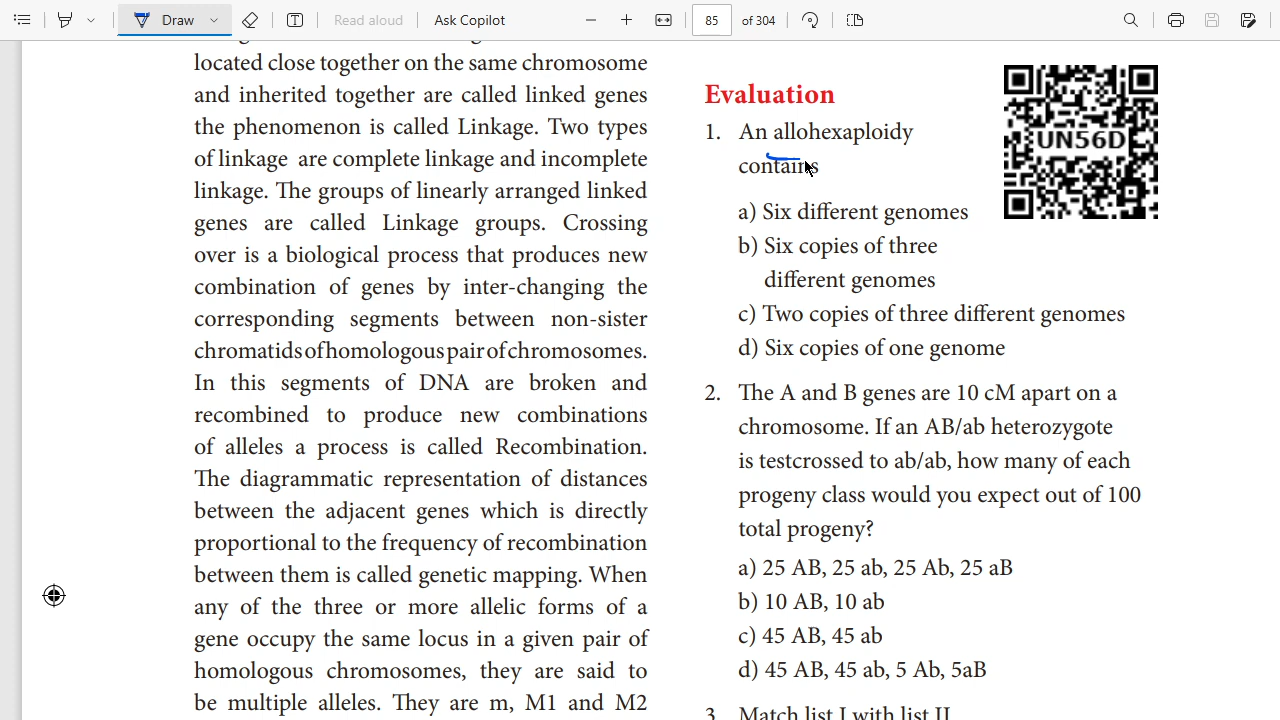 Draw
Read aloud
Ask Copilot
85
of 304
located close together on the same chromosome
and inherited together are called linked genes
the phenomenon is called Linkage. Two types
of linkage are complete linkage and incomplete
linkage. The groups of linearly arranged linked
genes are called Linkage groups. Crossing
over is a biological process that produces new
combination of genes by inter-changing the
corresponding segments between non-sister
chromatids of homologous pair of chromosomes.
In this segments of DNA are broken and
recombined to produce new combinations
of alleles a process is called Recombination.
The diagrammatic representation of distances
between the adjacent genes which is directly
proportional to the frequency of recombination
between them is called genetic mapping. When
any of the three or more allelic forms of a
gene occupy the same locus in a given pair of
homologous chromosomes, they are said to
be multiple alleles. They are m, M1 and M2
Evaluation
UN56D
1. An allohexaploidy
contains
a) Six different genomes
b) Six copies of three
different genomes
c) Two copies of three different genomes
d) Six copies of one genome
2. The A and B genes are 10 cM apart on a
chromosome. If an AB/ab heterozygote
is testcrossed to ab/ab, how many of each
progeny class would you expect out of 100
total progeny?
a) 25 AB, 25 ab, 25 Ab, 25 aB
b) 10 AB, 10 ab
c) 45 AB, 45 ab
d) 45 AB, 45 ab, 5 Ab, 5aB
3. Match list I with list II